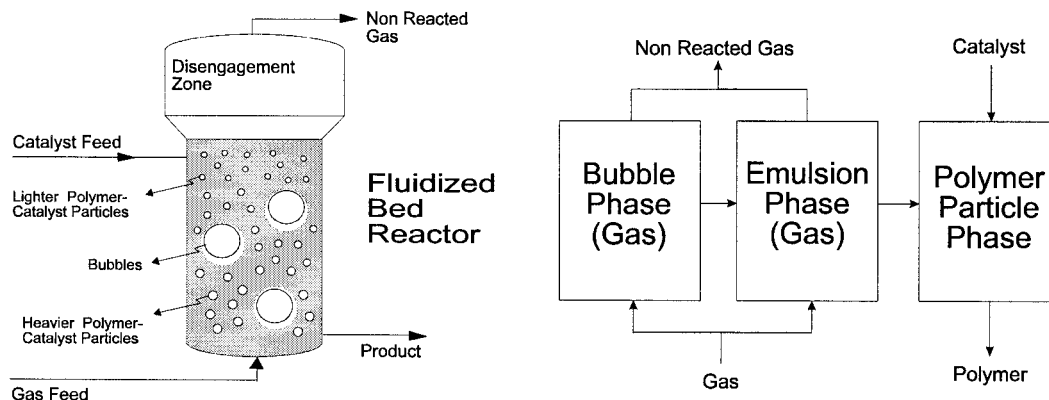 Non Reacted
Gas
Disengagement
Zone
Catalyst Feed
Lighter Polymer-
Catalyst Particles
Bubbles
Heavier Polymer-
Catalyst Particles
Gas Feed
Product
Fluidized
Bed
Reactor
Non Reacted Gas
Catalyst
Bubble
Phase
(Gas)
Emulsion
Phase
(Gas)
Polymer
Particle
Phase
Gas
Polymer